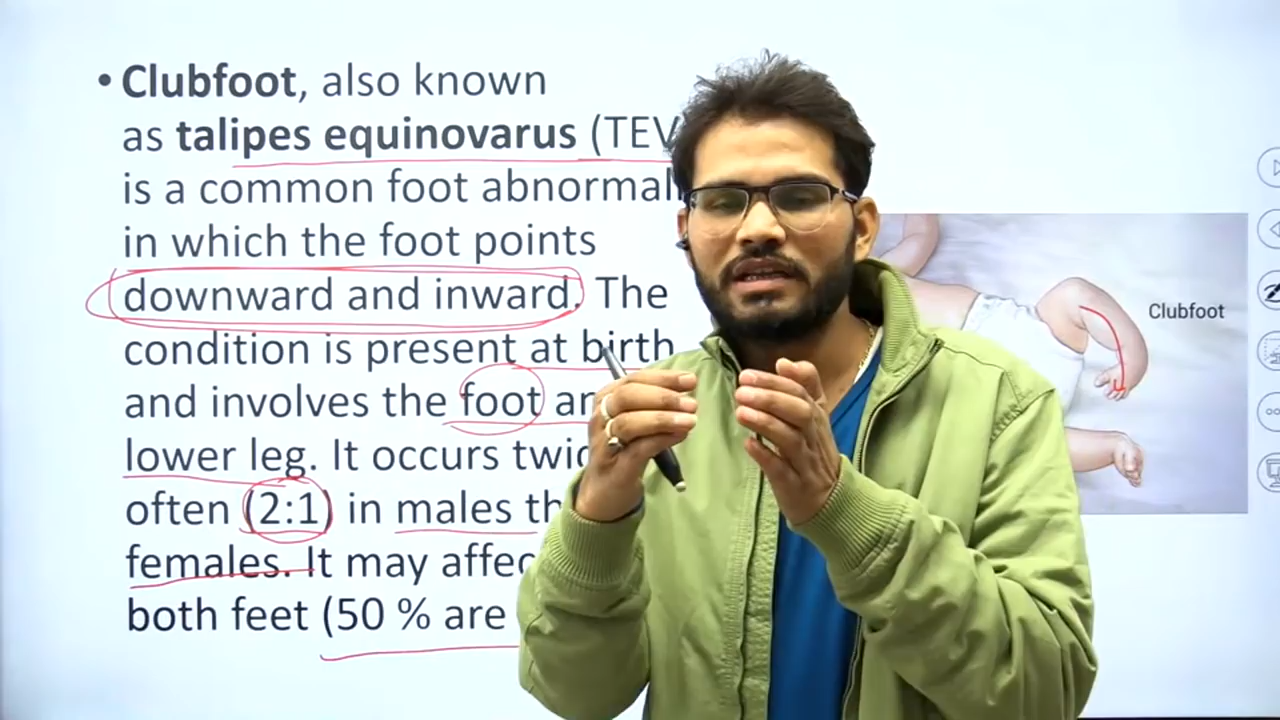 • Clubfoot, also known
as talipes equinovarus (TEV
is a common foot abnormal
in which the foot points
downward and inward. The
condition is present at birth
and involves the foot an
lower leg. It occurs twic
often (2:1) in males th
females. It may affec
both feet (50 % are
Clubfoot